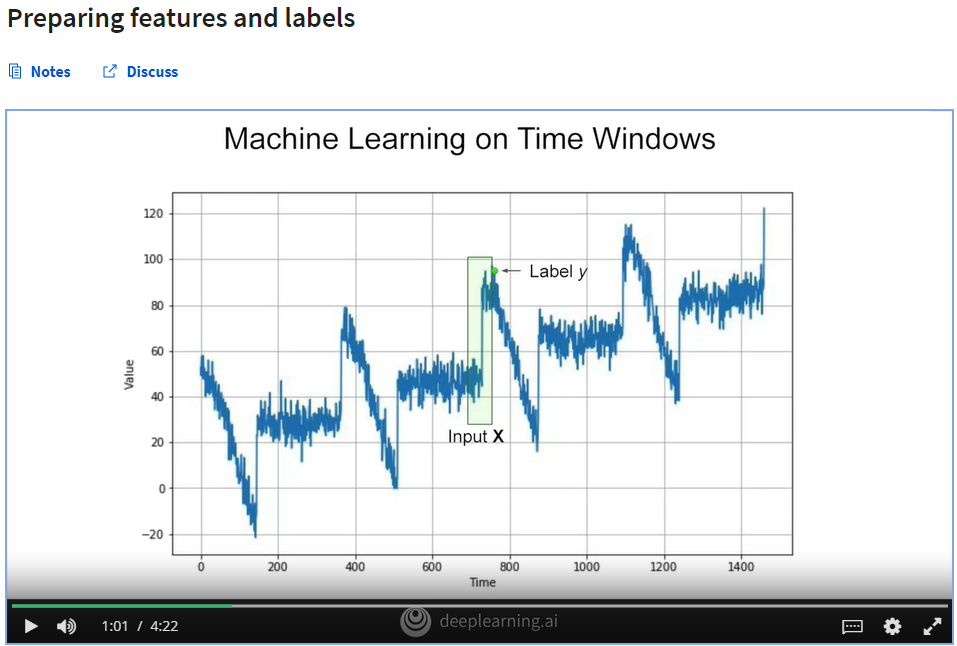 Preparing features and labels
Notes Discuss
Machine Learning on Time Windows
120
100
80
60
40
20
0
−20
Value
Label y
Input X
0 200 400 600 800 1000 1200 1400
Time
1:01 / 4:22
deeplearning.ai